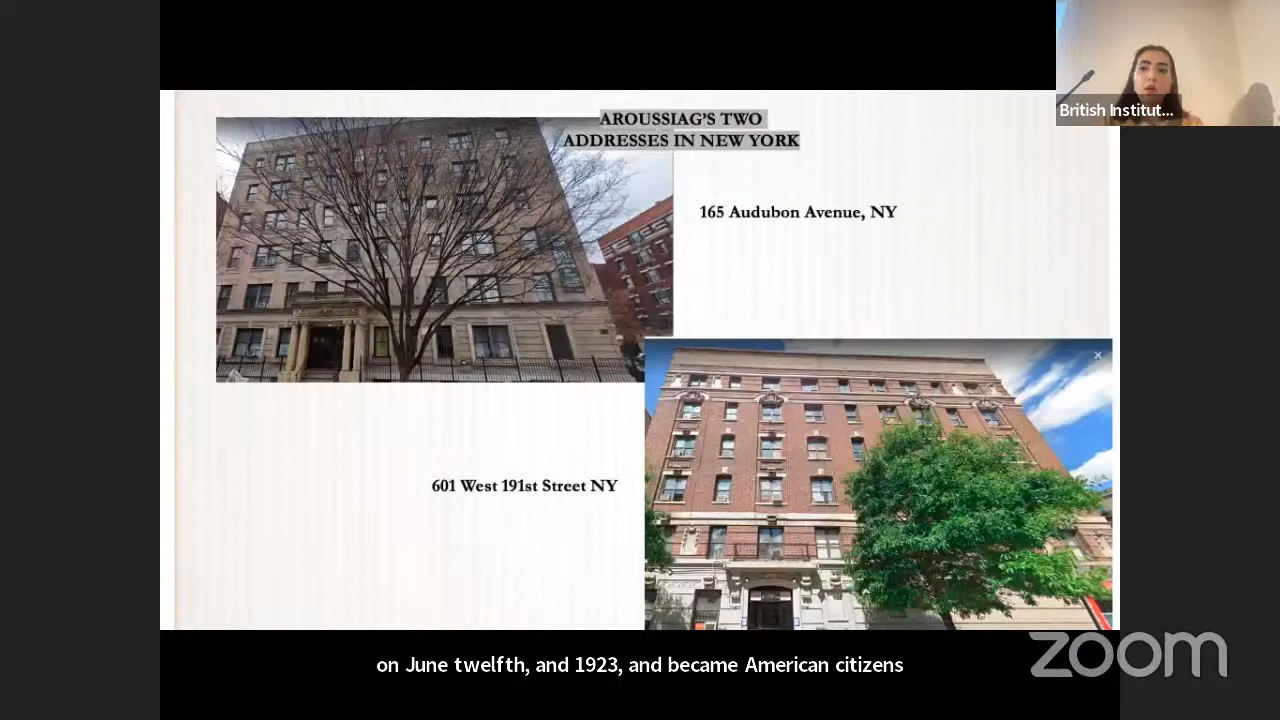 British Institut...
AROUSSIAG'S TWO
ADDRESSES IN NEW YORK
165 Audubon Avenue, NY
601 West 191st Street NY
on June twelfth, and 1923, and became American citizens
zoom